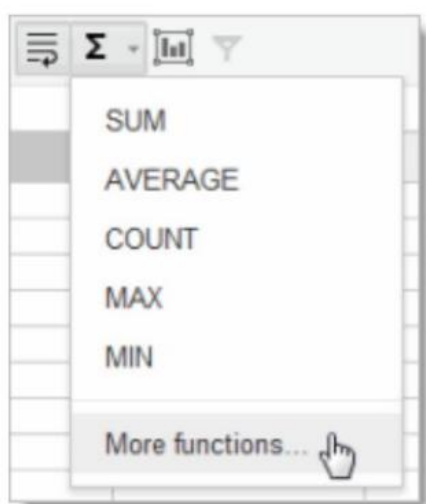 Σ
SUM
AVERAGE
COUNT
MAX
MIN
More functions...